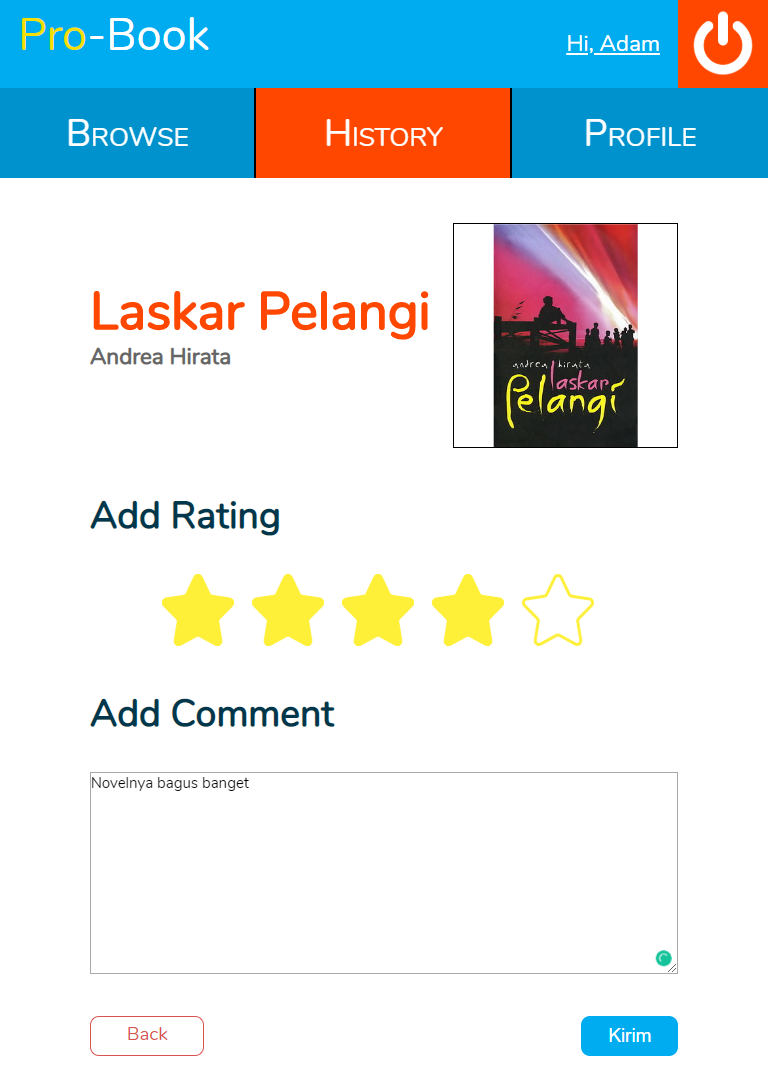 Pro-Book
Hi, Adam
Browse
History
Profile
Laskar Pelangi
Andrea Hirata
andrea hirata
laskar
Pelangi
Add Rating
Add Comment
Novelnya bagus banget
Back
Kirim